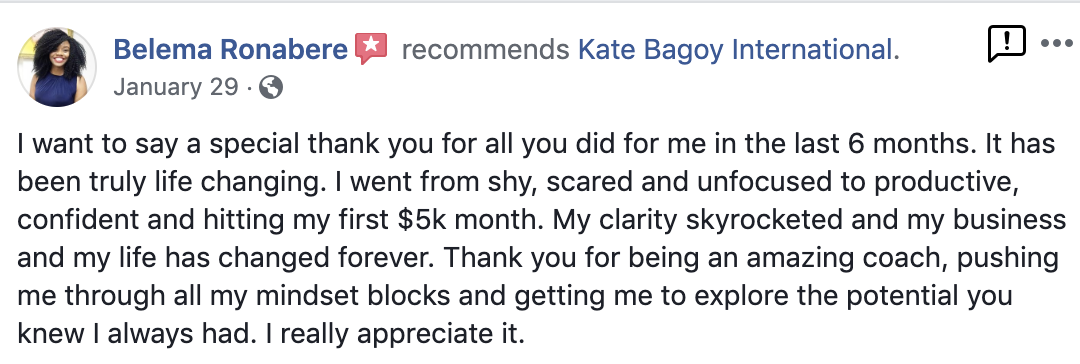 Belema Ronabere recommends Kate Bagoy International.
January 29 ·
I want to say a special thank you for all you did for me in the last 6 months. It has
been truly life changing. I went from shy, scared and unfocused to productive,
confident and hitting my first $5k month. My clarity skyrocketed and my business
and my life has changed forever. Thank you for being an amazing coach, pushing
me through all my mindset blocks and getting me to explore the potential you
knew I always had. I really appreciate it.